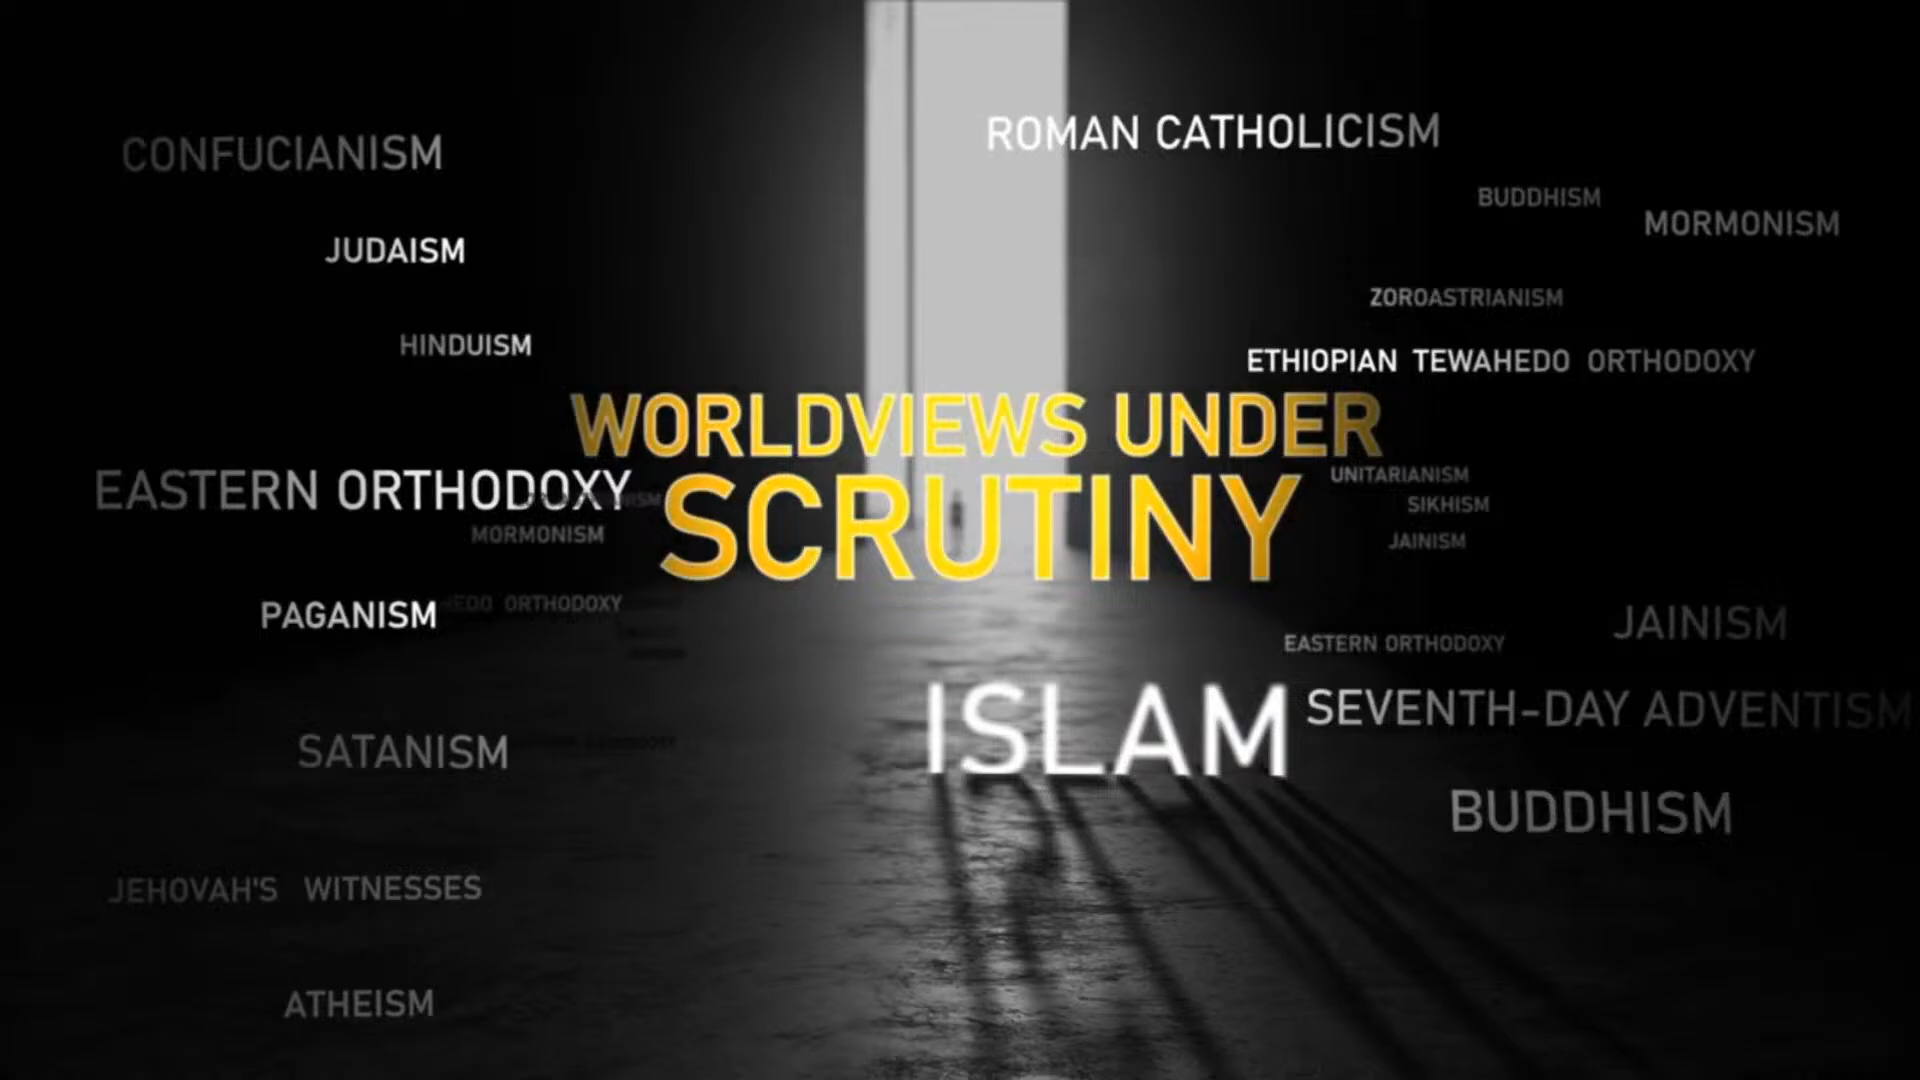 ROMAN CATHOLICISM
CONFUCIANISM
BUDDHISM
MORMONISM
JUDAISM
ZOROASTRIANISM
HINDUISM
ETHIOPIAN TEWAHEDO ORTHODOXY
WORLDVIEWS UNDER
SCRUTINY
EASTERN ORTHODOXY
UNITARIANISM
SIKHISM
MORMONISM
JAINISM
PAGANISM
ORTHODOXY
JAINISM
EASTERN ORTHODOXY
ISLAM
SEVENTH-DAY ADVENTISM
SATANISM
BUDDHISM
JEHOVAH'S WITNESSES
ATHEISM